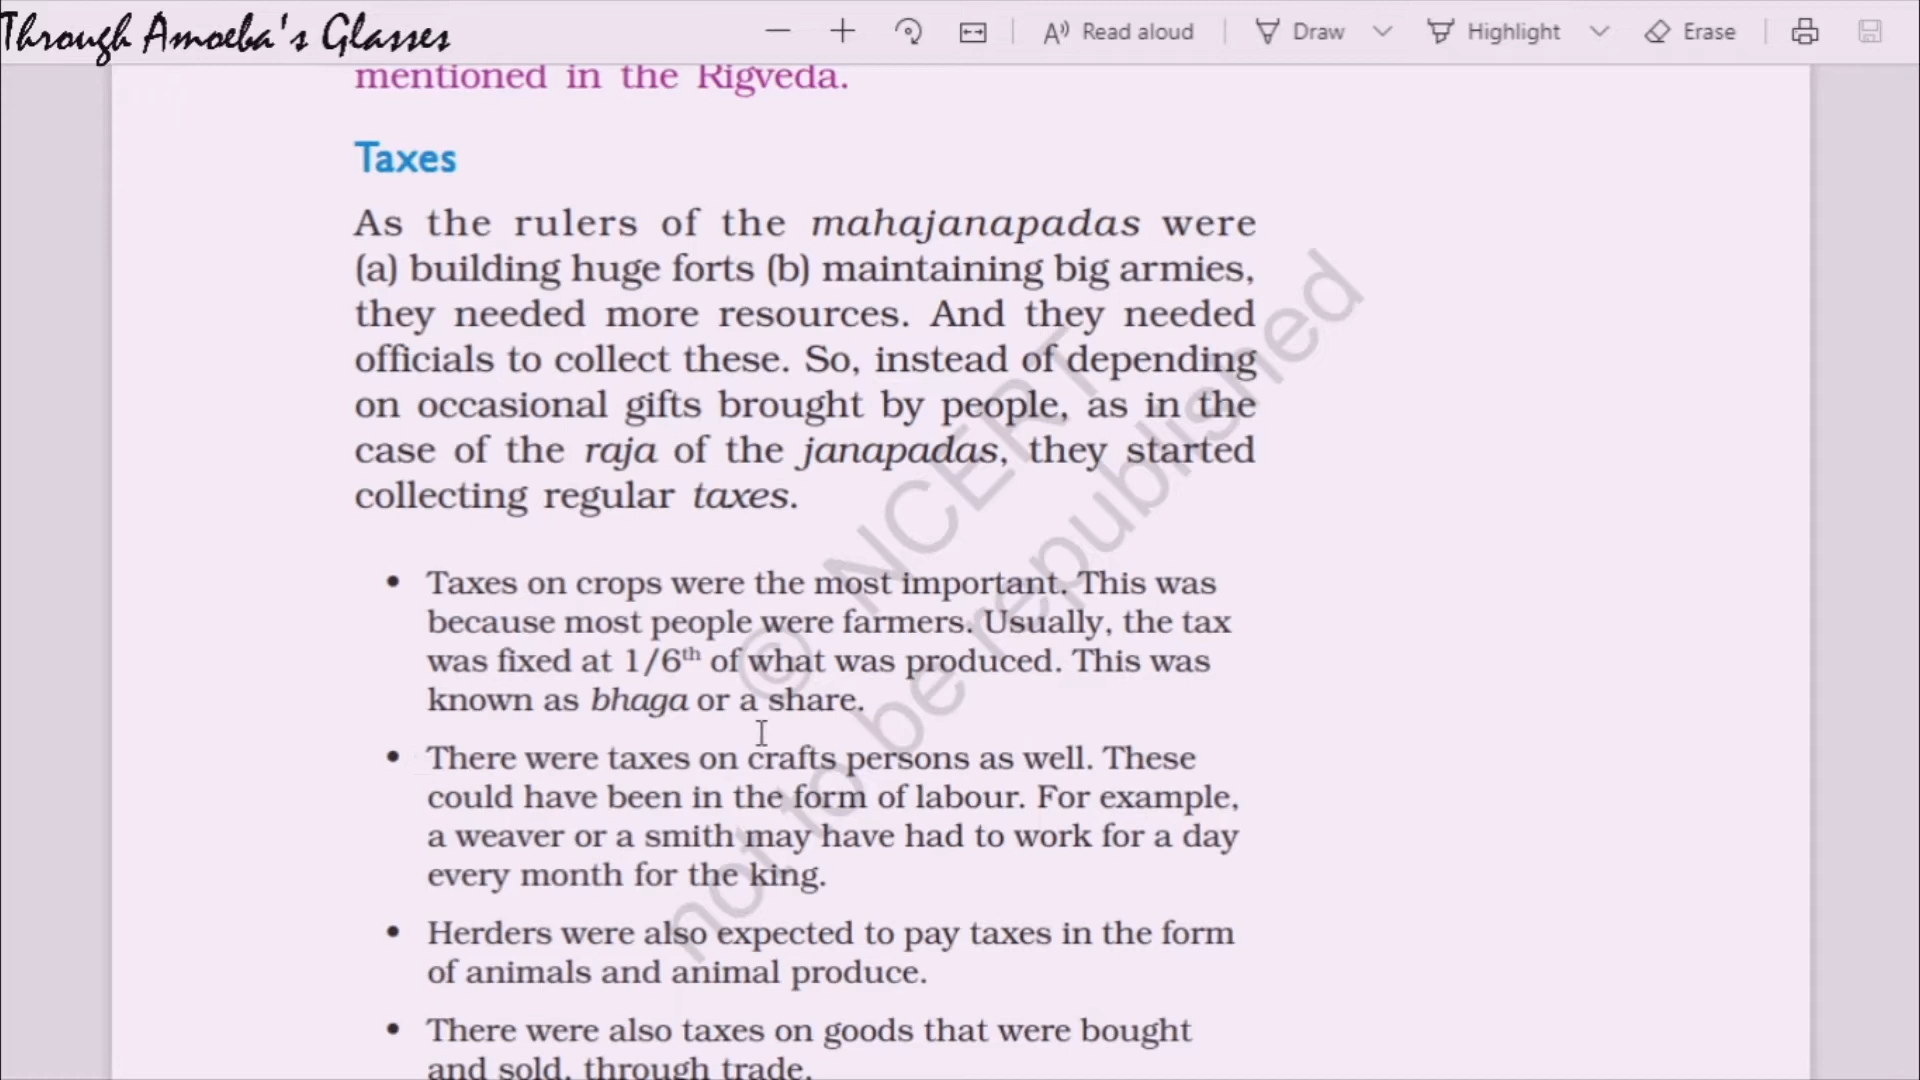 Through Amoeba's Glasses
Read aloud
Draw
Highlight
Erase
mentioned in the Rigveda.
Taxes
As the rulers of the mahajanapadas were
(a) building huge forts (b) maintaining big armies,
they needed more resources. And they needed
officials to collect these. So, instead of depending
on occasional gifts brought by people, as in the
case of the raja of the janapadas, they started
collecting regular taxes.
• Taxes on crops were the most important. This was
because most people were farmers. Usually, the tax
was fixed at 1/6th of what was produced. This was
known as bhaga or a share.
• There were taxes on crafts persons as well. These
could have been in the form of labour. For example,
a weaver or a smith may have had to work for a day
every month for the king.
• Herders were also expected to pay taxes in the form
of animals and animal produce.
• There were also taxes on goods that were bought
and sold, through trade.
© NCERT
not to be republished